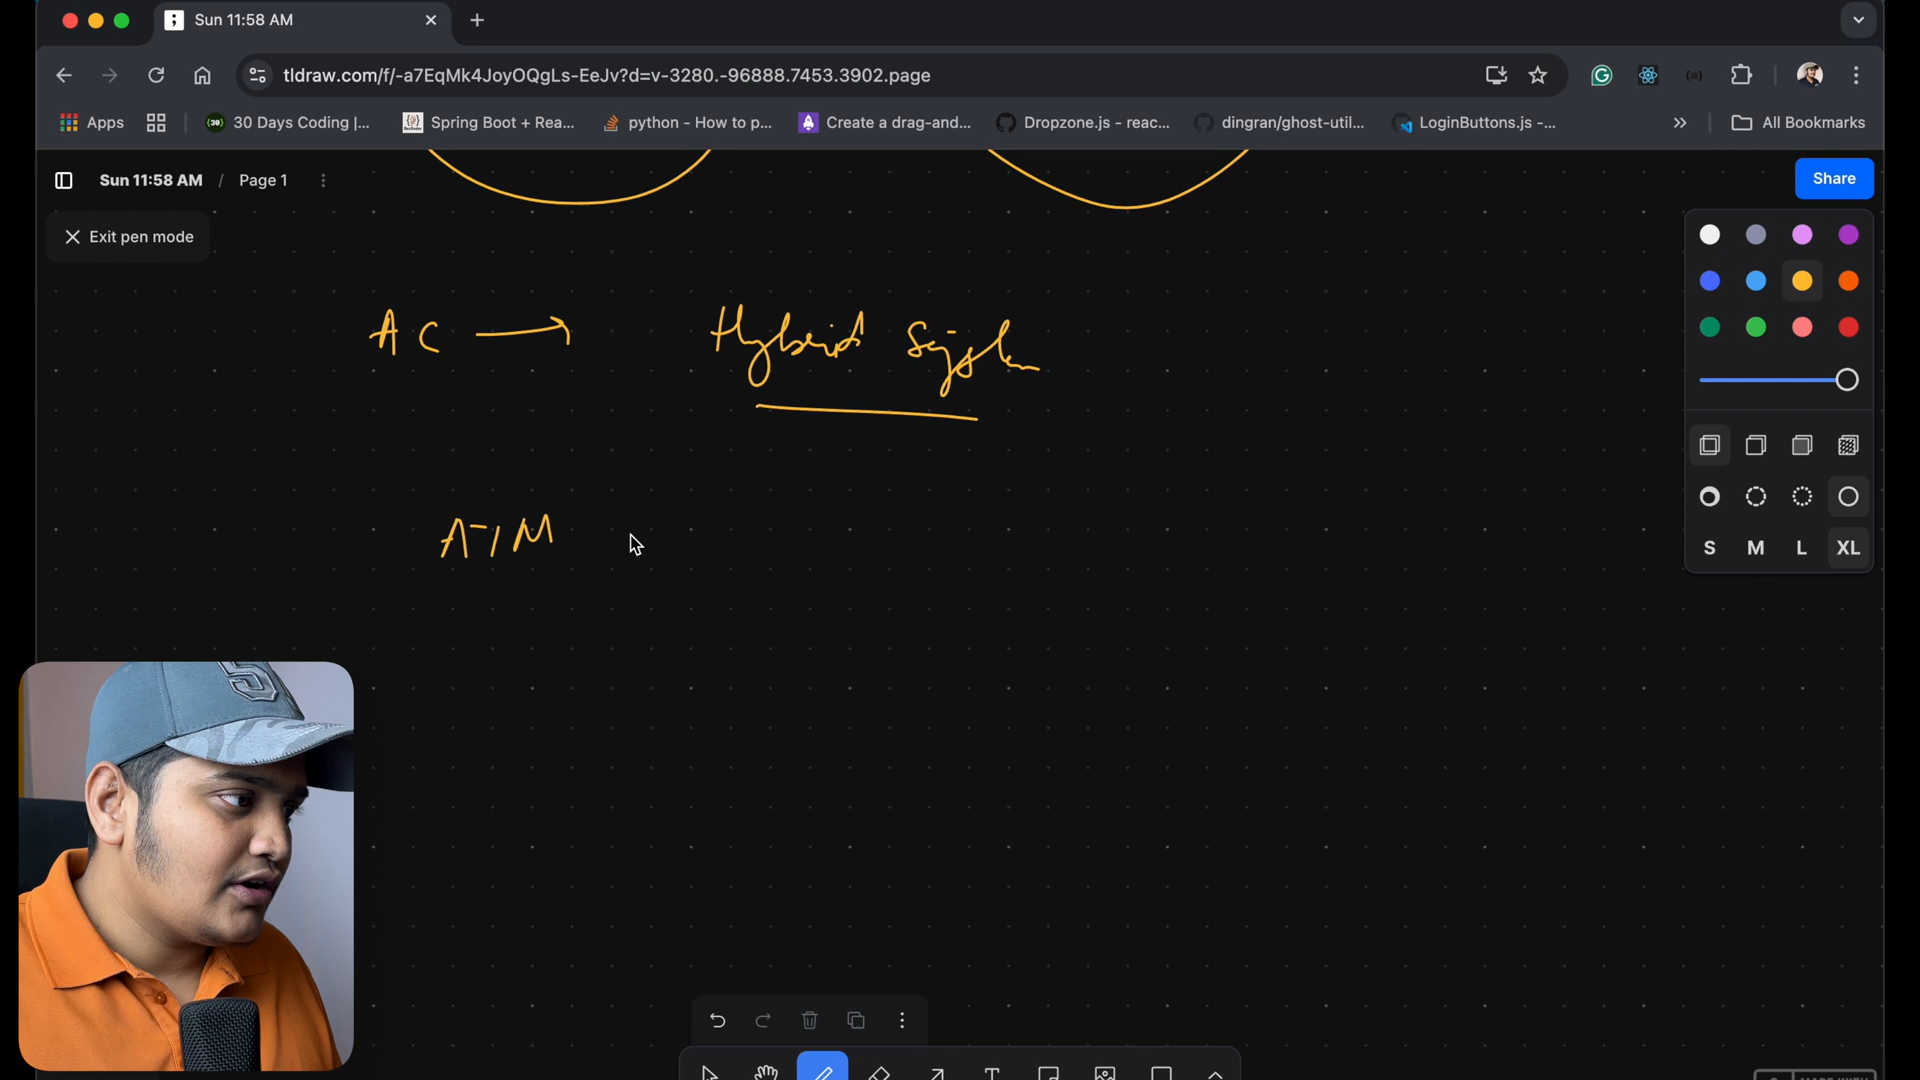 Sun 11:58 AM
tldraw.com/f/-a7EqMk4JoyOQgLs-EeJv?d=v-3280.-96888.7453.3902.page
Apps 30 Days Coding |... Spring Boot + Rea... python - How to p... Create a drag-and... Dropzone.js - reac... dingran/ghost-util... LoginButtons.js -... » All Bookmarks
Sun 11:58 AM / Page 1 Share
Exit pen mode
AC → Hybrid System
ATM
S M L XL
5